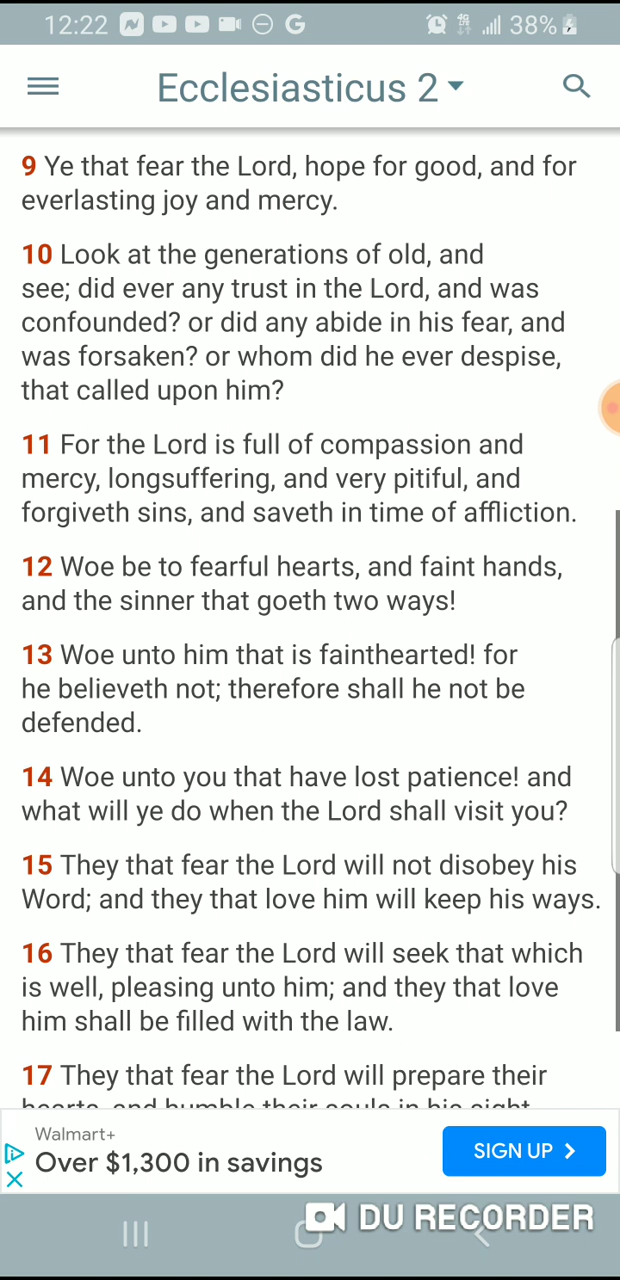 12:22
38%
Ecclesiasticus 2
9 Ye that fear the Lord, hope for good, and for
everlasting joy and mercy.
10 Look at the generations of old, and
see; did ever any trust in the Lord, and was
confounded? or did any abide in his fear, and
was forsaken? or whom did he ever despise,
that called upon him?
11 For the Lord is full of compassion and
mercy, longsuffering, and very pitiful, and
forgiveth sins, and saveth in time of affliction.
12 Woe be to fearful hearts, and faint hands,
and the sinner that goeth two ways!
13 Woe unto him that is fainthearted! for
he believeth not; therefore shall he not be
defended.
14 Woe unto you that have lost patience! and
what will ye do when the Lord shall visit you?
15 They that fear the Lord will not disobey his
Word; and they that love him will keep his ways.
16 They that fear the Lord will seek that which
is well, pleasing unto him; and they that love
him shall be filled with the law.
17 They that fear the Lord will prepare their
hearts, and humble their souls in his sight
Walmart+
Over $1,300 in savings
SIGN UP
DU RECORDER